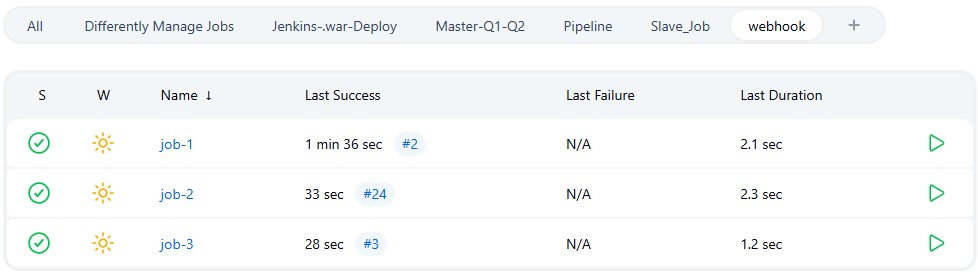 All Differently Manage Jobs Jenkins-.war-Deploy Master-Q1-Q2 Pipeline Slave_Job webhook +
S W Name ↓ Last Success Last Failure Last Duration
job-1 1 min 36 sec #2 N/A 2.1 sec
job-2 33 sec #24 N/A 2.3 sec
job-3 28 sec #3 N/A 1.2 sec